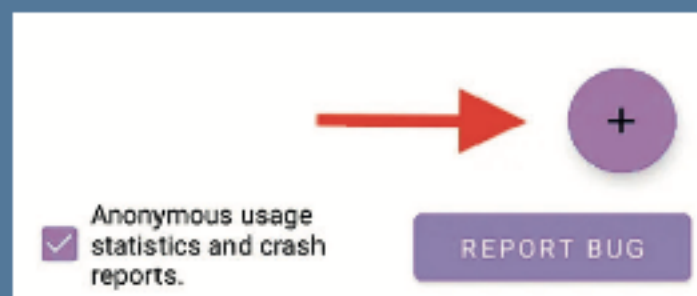 +
Anonymous usage
statistics and crash
reports.
REPORT BUG